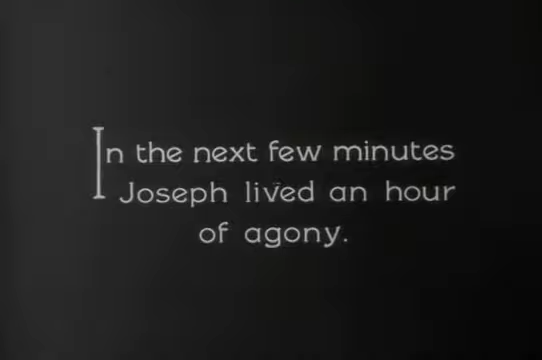 In the next few minutes
Joseph lived an hour
of agony.